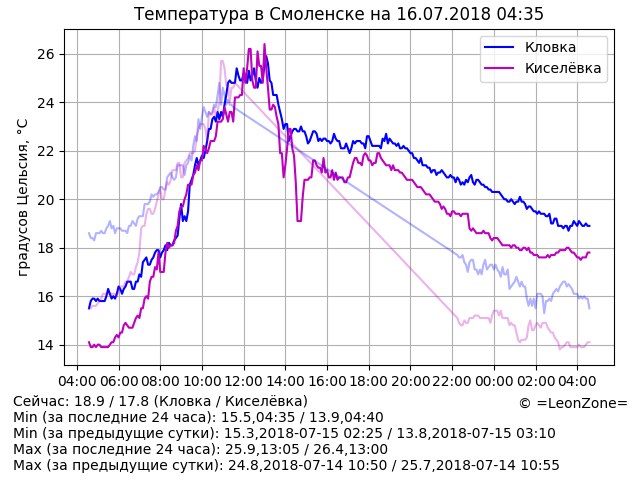 Температура в Смоленске на 16.07.2018 04:35
градусов Цельсия, °C
26
24
22
20
18
16
14
Кловка
Киселёвка
04:00 06:00 08:00 10:00 12:00 14:00 16:00 18:00 20:00 22:00 00:00 02:00 04:00
Сейчас: 18.9 / 17.8 (Кловка / Киселёвка)
© =LeonZone=
Min (за последние 24 часа): 15.5,04:35 / 13.9,04:40
Min (за предыдущие сутки): 15.3,2018-07-15 02:25 / 13.8,2018-07-15 03:10
Max (за последние 24 часа): 25.9,13:05 / 26.4,13:00
Max (за предыдущие сутки): 24.8,2018-07-14 10:50 / 25.7,2018-07-14 10:55